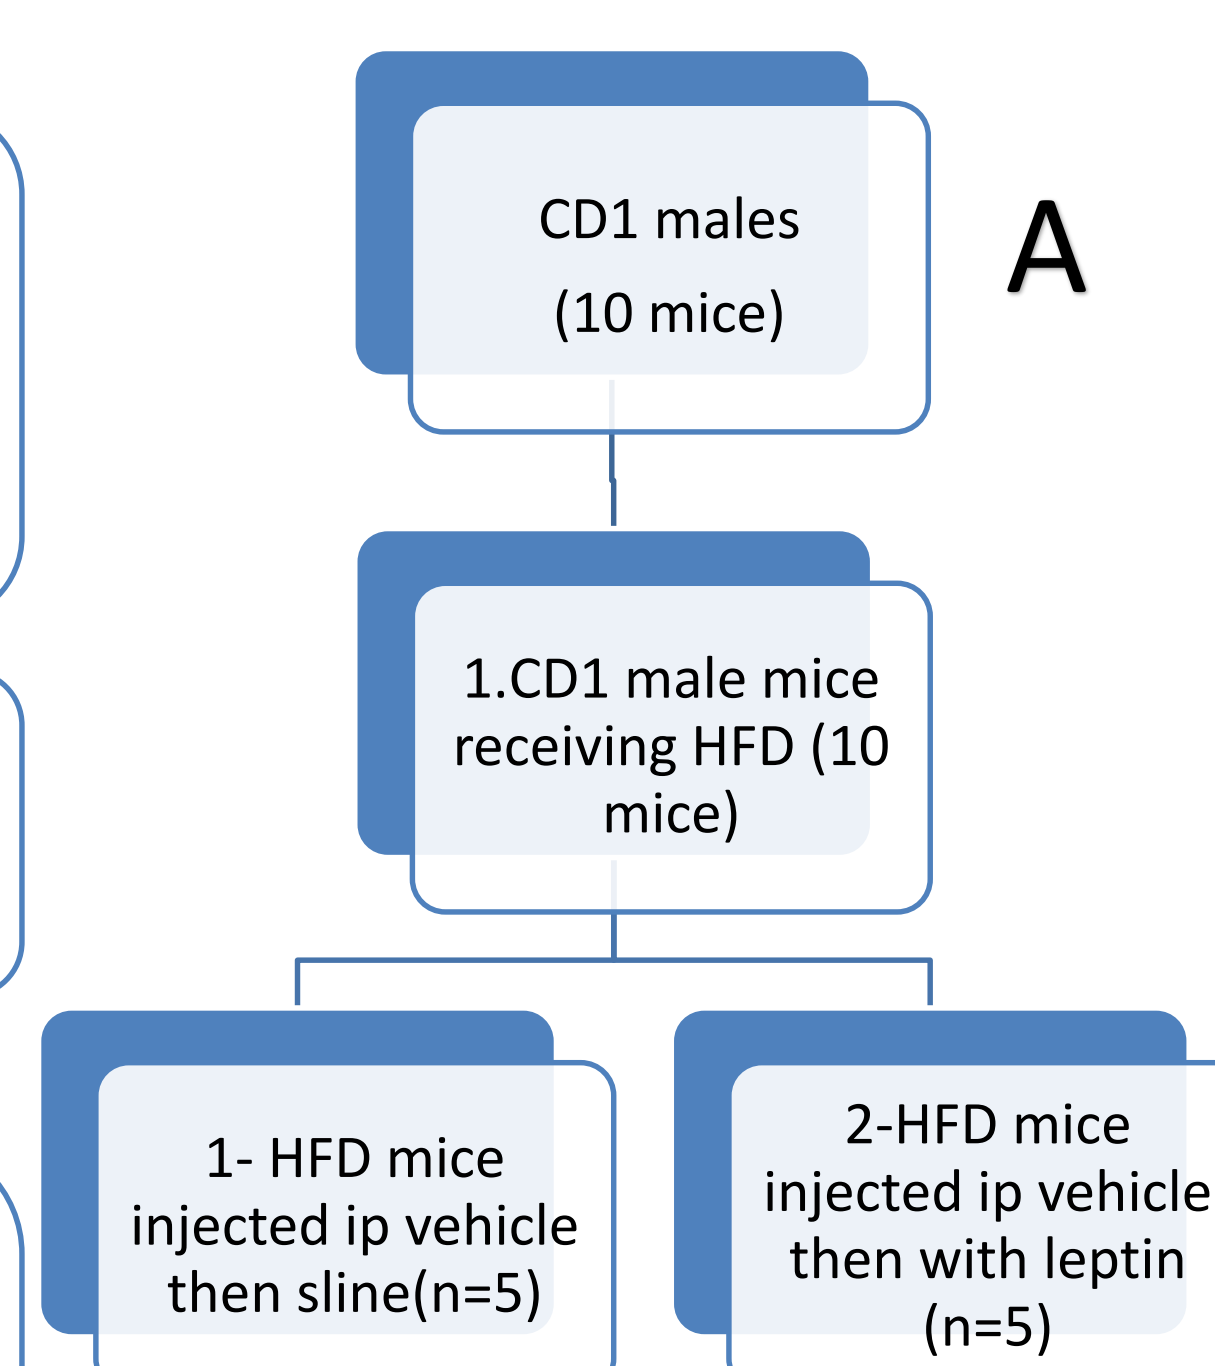 CD1 males
(10 mice)
A
1.CD1 male mice
receiving HFD (10
mice)
1- HFD mice
injected ip vehicle
then sline(n=5)
2-HFD mice
injected ip vehicle
then with leptin
(n=5)